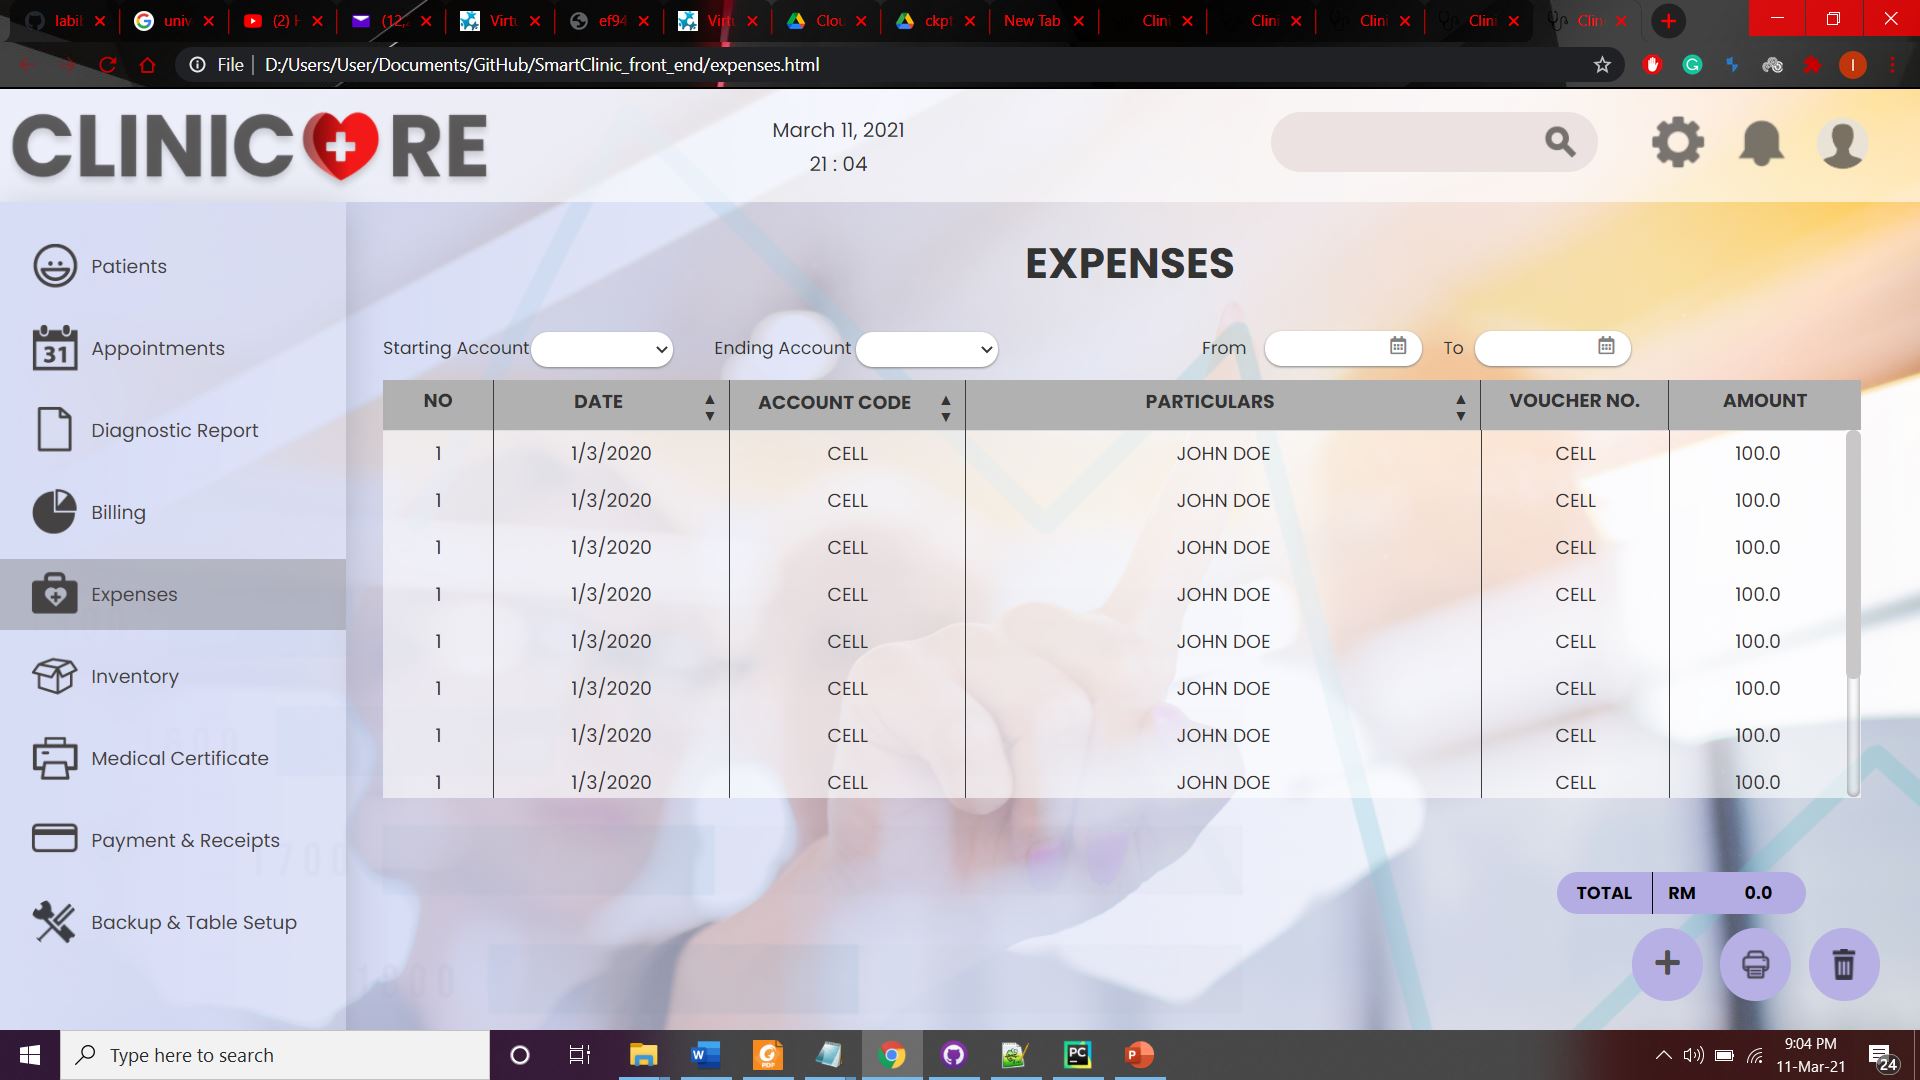 labil
univ
(2) H
(12,
Virtu
ef94
Virtu
Clou
ckpt
New Tab
Clini
Clini
Clini
Clini
Clini
File
D:/Users/User/Documents/GitHub/SmartClinic_front_end/expenses.html
I
CLINIC RE
March 11, 2021
21 : 04
Patients
31
Appointments
Diagnostic Report
Billing
Expenses
Inventory
Medical Certificate
Payment & Receipts
Backup & Table Setup
EXPENSES
Starting Account
Ending Account
From
To
NO DATE ACCOUNT CODE PARTICULARS VOUCHER NO. AMOUNT
1 1/3/2020 CELL JOHN DOE CELL 100.0
1 1/3/2020 CELL JOHN DOE CELL 100.0
1 1/3/2020 CELL JOHN DOE CELL 100.0
1 1/3/2020 CELL JOHN DOE CELL 100.0
1 1/3/2020 CELL JOHN DOE CELL 100.0
1 1/3/2020 CELL JOHN DOE CELL 100.0
1 1/3/2020 CELL JOHN DOE CELL 100.0
1 1/3/2020 CELL JOHN DOE CELL 100.0
TOTAL RM 0.0
Type here to search
9:04 PM
11-Mar-21
24